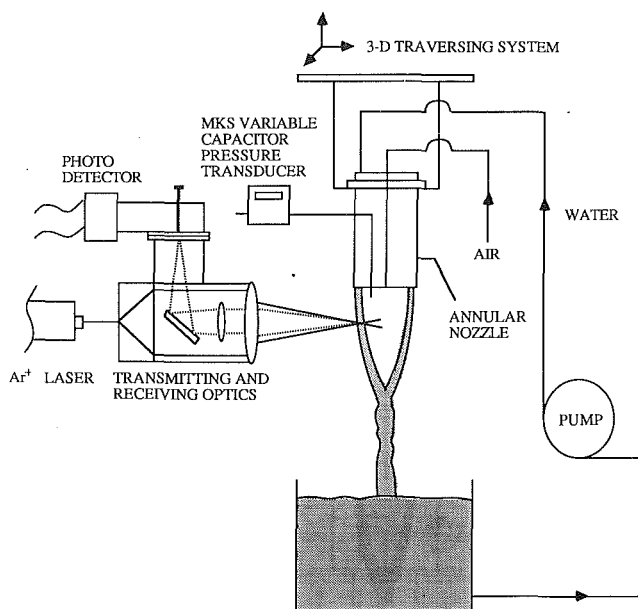 3-D TRAVERSING SYSTEM
MKS VARIABLE
CAPACITOR
PRESSURE
TRANSDUCER
PHOTO
DETECTOR
WATER
AIR
ANNULAR
NOZZLE
Ar+ LASER
TRANSMITTING AND
RECEIVING OPTICS
PUMP